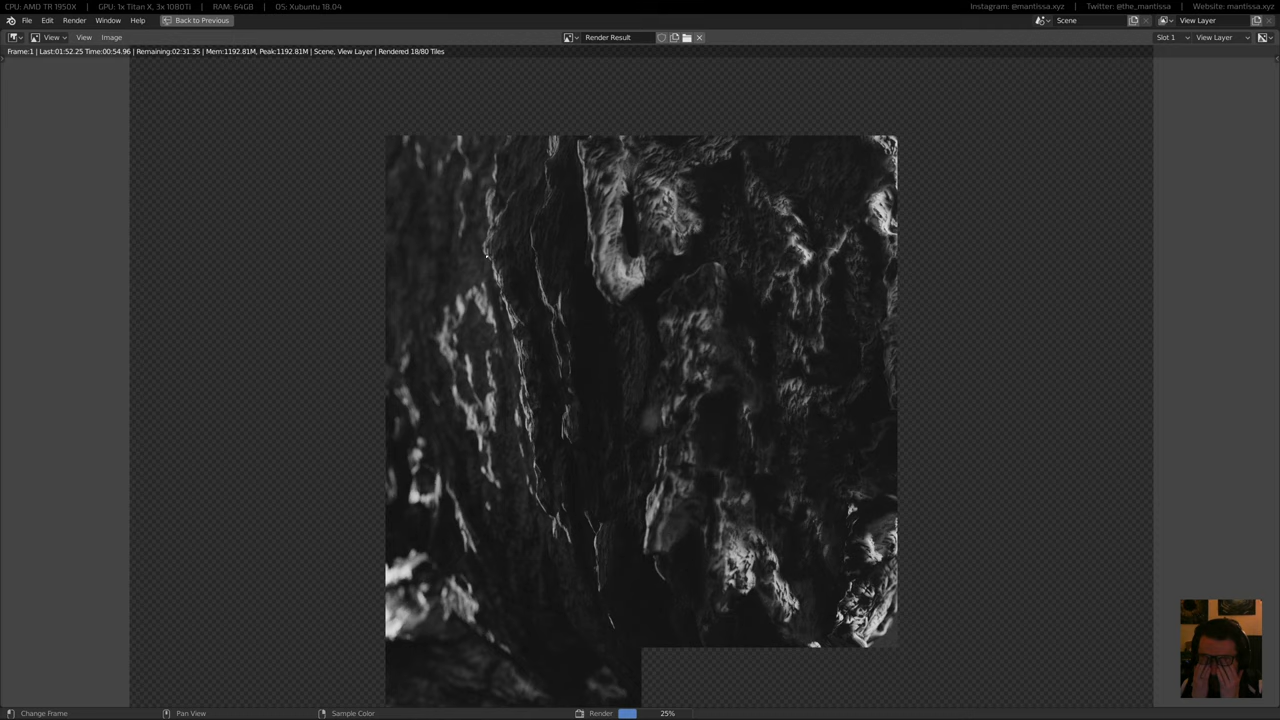 CPU: AMD TR 1950X | GPU: 1x Titan X, 3x 1080Ti | RAM: 64GB | OS: Xubuntu 18.04 Instagram: @mantissa.xyz | Twitter: @the_mantissa | Website: mantissa.xyz
File Edit Render Window Help Back to Previous Scene View Layer
View View Image Render Result Slot 1 View Layer
Frame:1 | Last:01:52.25 Time:00:54.96 | Remaining:02:31.35 | Mem:1192.81M, Peak:1192.81M | Scene, View Layer | Rendered 18/80 Tiles
Change Frame Pan View Sample Color Render 25%